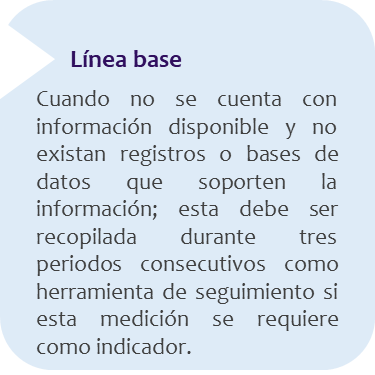 Línea base
Cuando no se cuenta con
información disponible y no
existan registros o bases de
datos que soporten la
información; esta debe ser
recopilada durante tres
periodos consecutivos como
herramienta de seguimiento si
esta medición se requiere
como indicador.